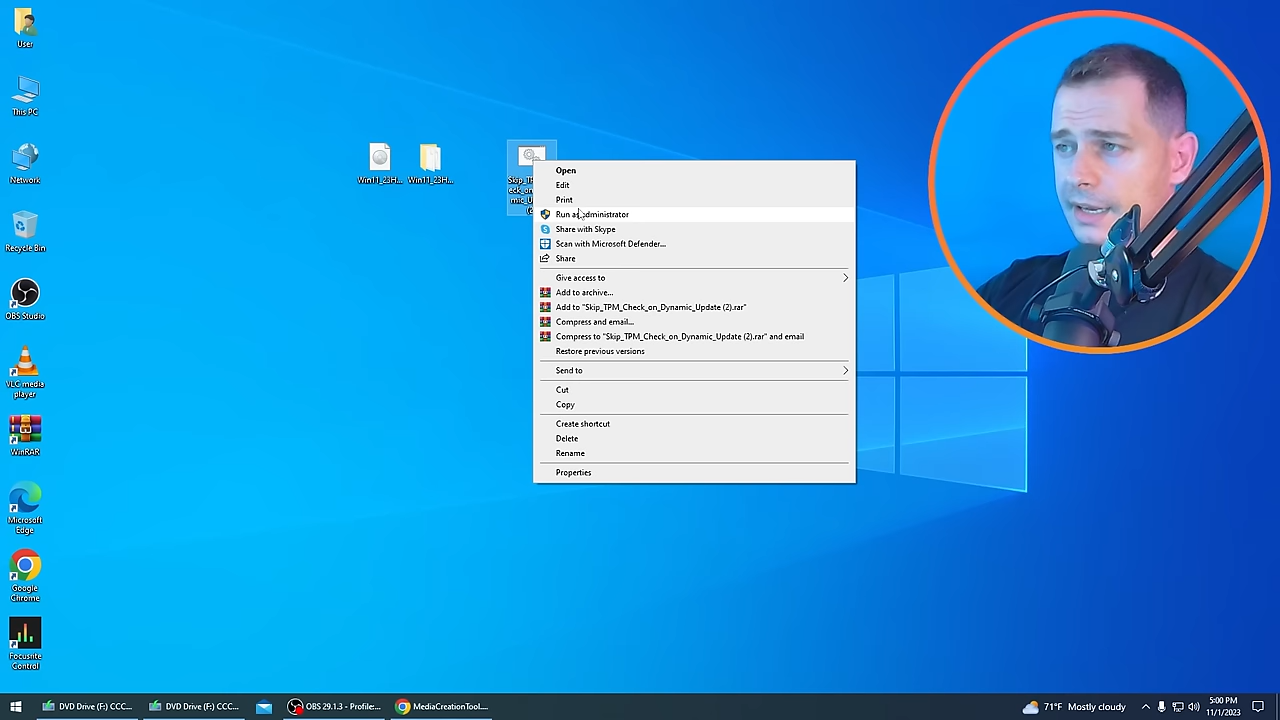 User
This PC
Network
Recycle Bin
OBS Studio
VLC media
player
WinRAR
Microsoft
Edge
Google
Chrome
Focusrite
Control
Win11_23H...
Win11_23H...
Open
Edit
Print
Run as administrator
Share with Skype
Scan with Microsoft Defender...
Share
Give access to
Add to archive...
Add to "Skip_TPM_Check_on_Dynamic_Update (2).rar"
Compress and email...
Compress to "Skip_TPM_Check_on_Dynamic_Update (2).rar" and email
Restore previous versions
Send to
Cut
Copy
Create shortcut
Delete
Rename
Properties
DVD Drive (F:) CCC...
DVD Drive (F:) CCC...
OBS 29.1.3 - Profile:...
MediaCreationTool....
71°F Mostly cloudy
5:00 PM
11/1/2023